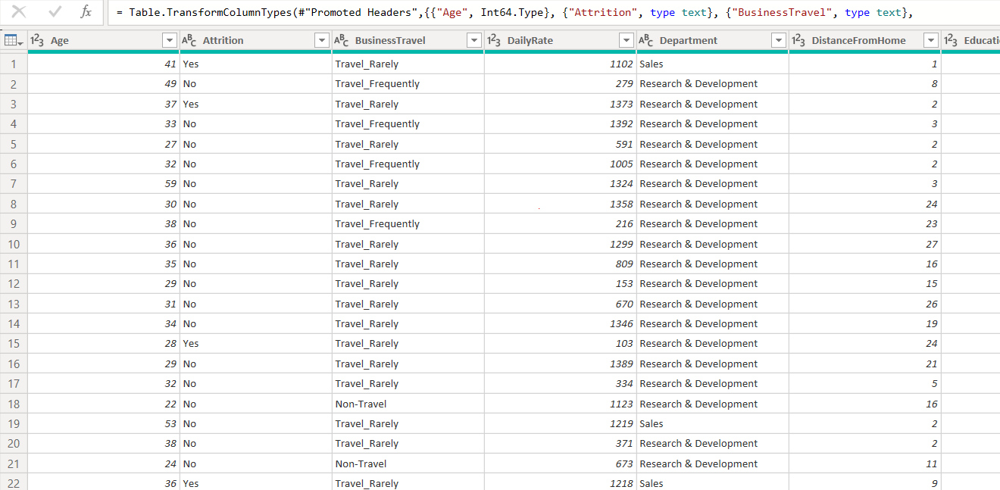 fx = Table.TransformColumnTypes(#"Promoted Headers",{{"Age", Int64.Type}, {"Attrition", type text}, {"BusinessTravel", type text},
123 Age ABC Attrition ABC BusinessTravel 123 DailyRate ABC Department 123 DistanceFromHome 123 Educati
1 41 Yes Travel_Rarely 1102 Sales 1
2 49 No Travel_Frequently 279 Research & Development 8
3 37 Yes Travel_Rarely 1373 Research & Development 2
4 33 No Travel_Frequently 1392 Research & Development 3
5 27 No Travel_Rarely 591 Research & Development 2
6 32 No Travel_Frequently 1005 Research & Development 2
7 59 No Travel_Rarely 1324 Research & Development 3
8 30 No Travel_Rarely 1358 Research & Development 24
9 38 No Travel_Frequently 216 Research & Development 23
10 36 No Travel_Rarely 1299 Research & Development 27
11 35 No Travel_Rarely 809 Research & Development 16
12 29 No Travel_Rarely 153 Research & Development 15
13 31 No Travel_Rarely 670 Research & Development 26
14 34 No Travel_Rarely 1346 Research & Development 19
15 28 Yes Travel_Rarely 103 Research & Development 24
16 29 No Travel_Rarely 1389 Research & Development 21
17 32 No Travel_Rarely 334 Research & Development 5
18 22 No Non-Travel 1123 Research & Development 16
19 53 No Travel_Rarely 1219 Sales 2
20 38 No Travel_Rarely 371 Research & Development 2
21 24 No Non-Travel 673 Research & Development 11
22 36 Yes Travel_Rarely 1218 Sales 9